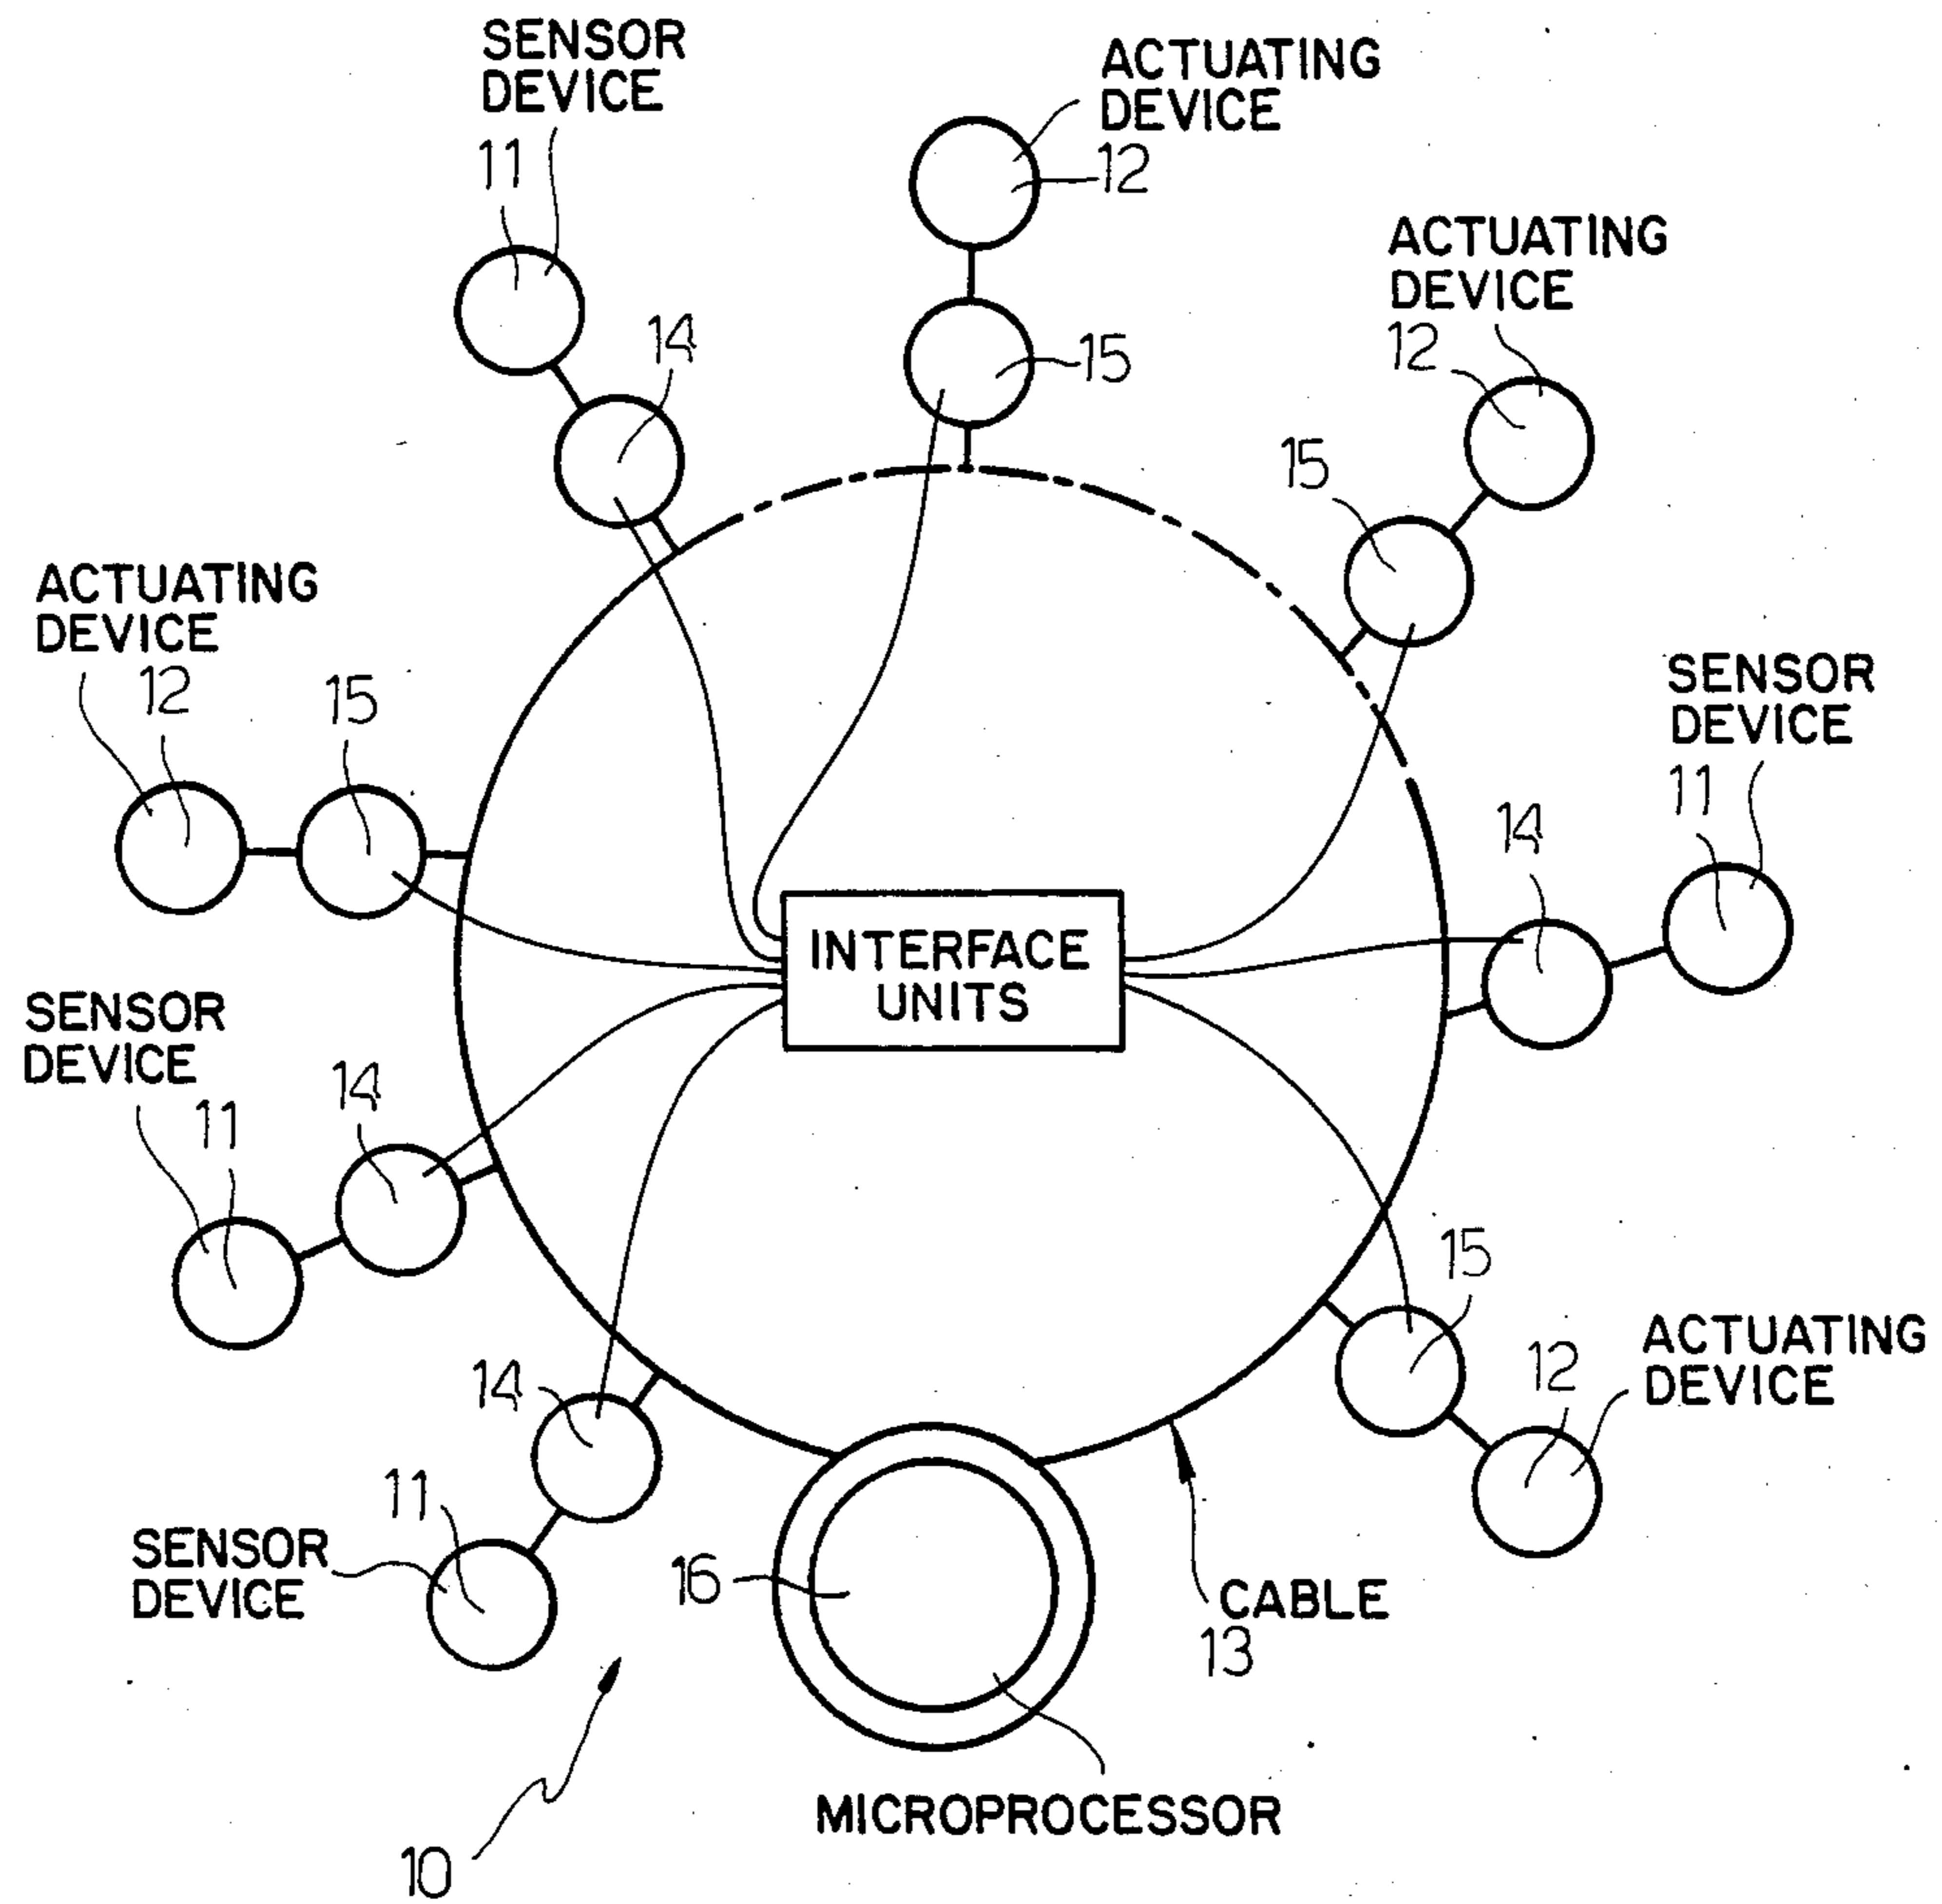 SENSOR
DEVICE
11
ACTUATING
DEVICE
12
ACTUATING
DEVICE
12
14
15
15
ACTUATING
DEVICE
12
15
SENSOR
DEVICE
11
14
INTERFACE
UNITS
SENSOR
DEVICE
11
14
15
12
ACTUATING
DEVICE
14
11
SENSOR
DEVICE
16
CABLE
13
MICROPROCESSOR
10